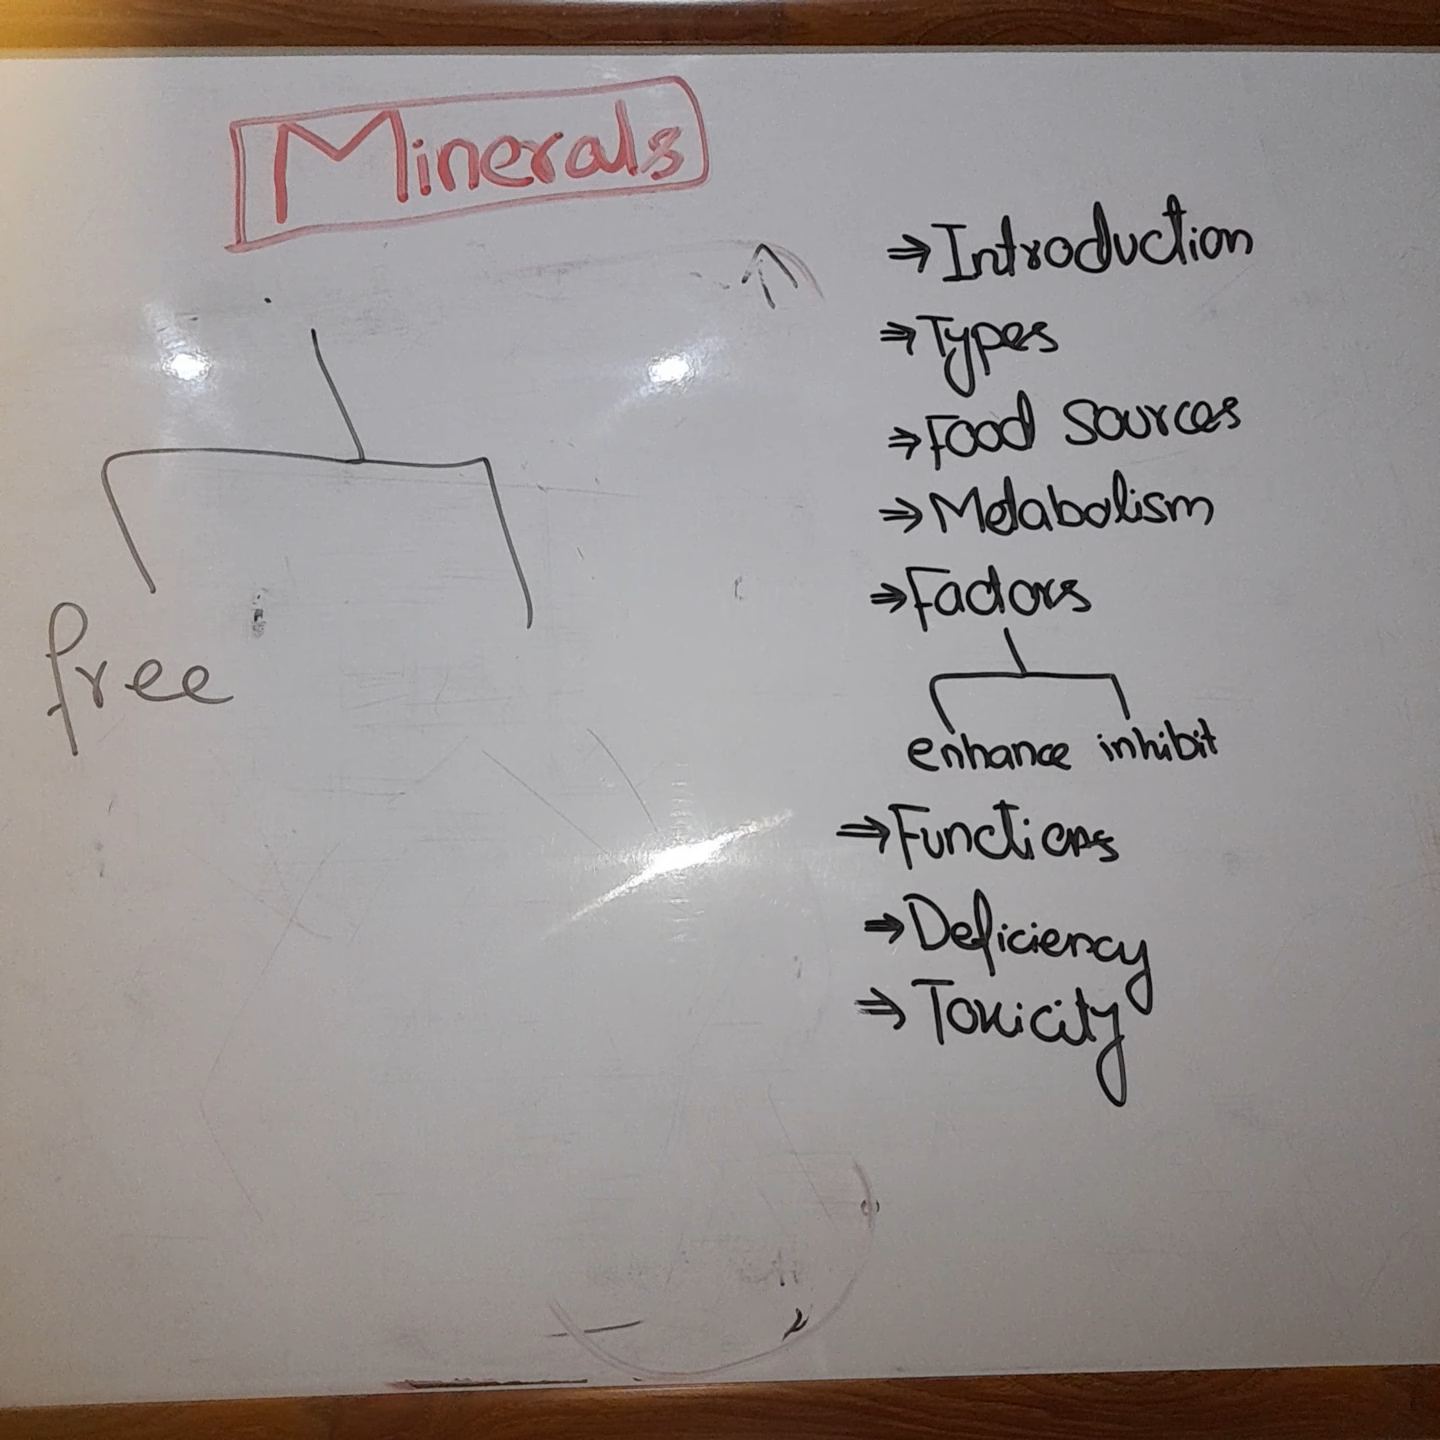 Minerals
free
⇒ Introduction
⇒ Types
⇒ Food Sources
⇒ Metabolism
⇒ Factors
enhance inhibit
⇒ Functions
⇒ Deficiency
⇒ Toxicity